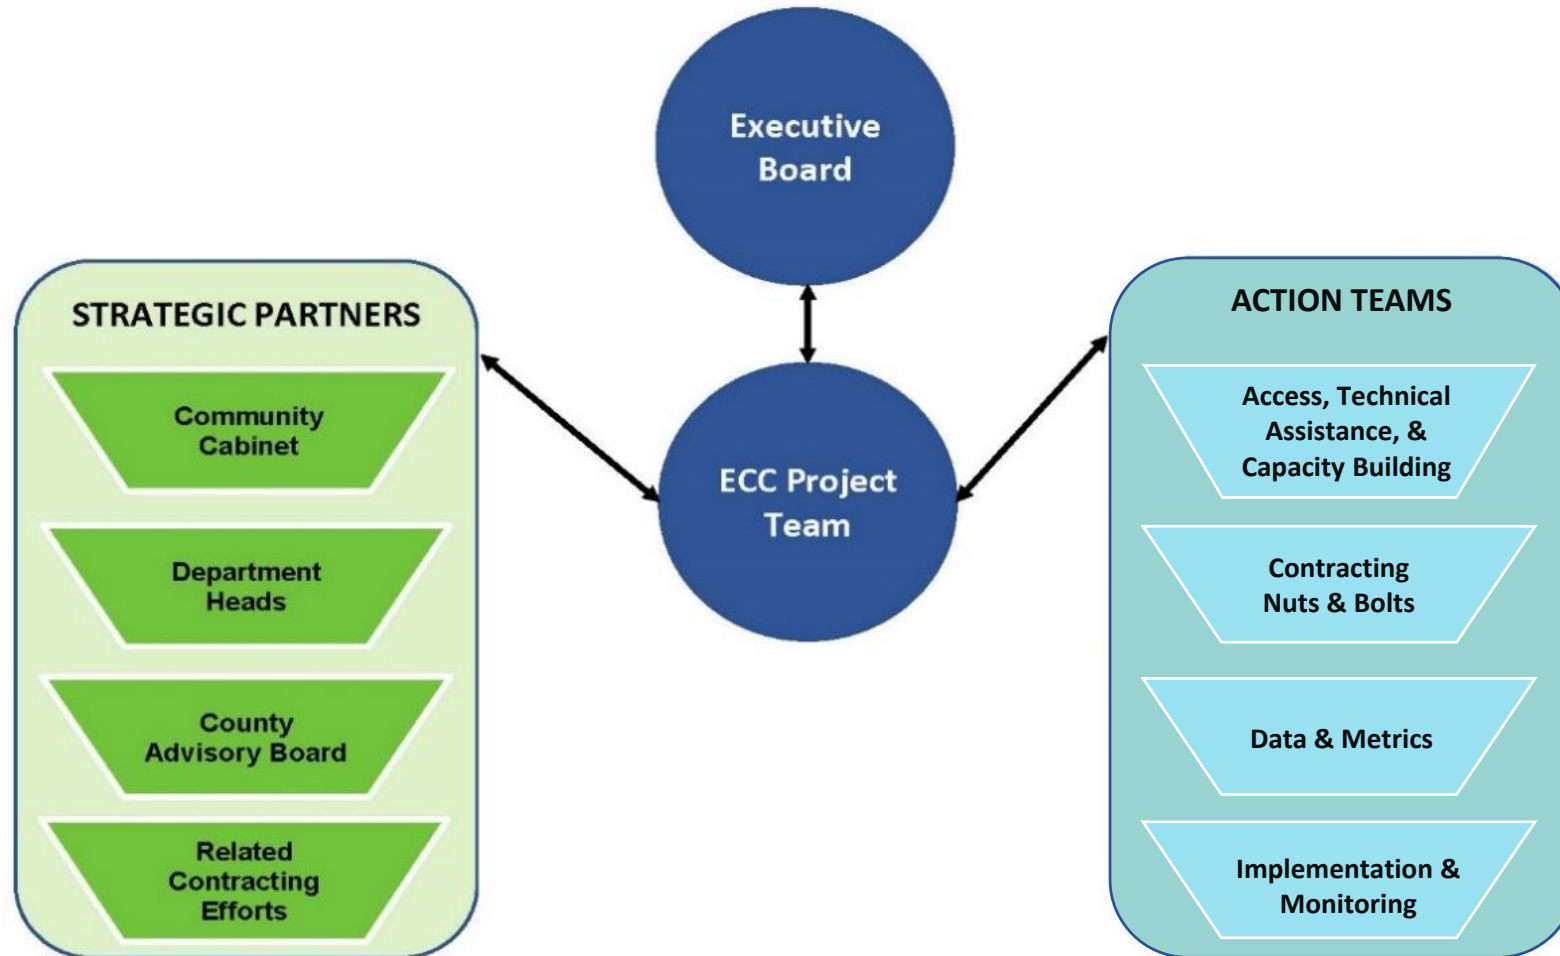 Executive
Board
STRATEGIC PARTNERS
Community
Cabinet
Department
Heads
County
Advisory Board
Related
Contracting
Efforts
ECC Project
Team
ACTION TEAMS
Access, Technical
Assistance, &
Capacity Building
Contracting
Nuts & Bolts
Data & Metrics
Implementation &
Monitoring